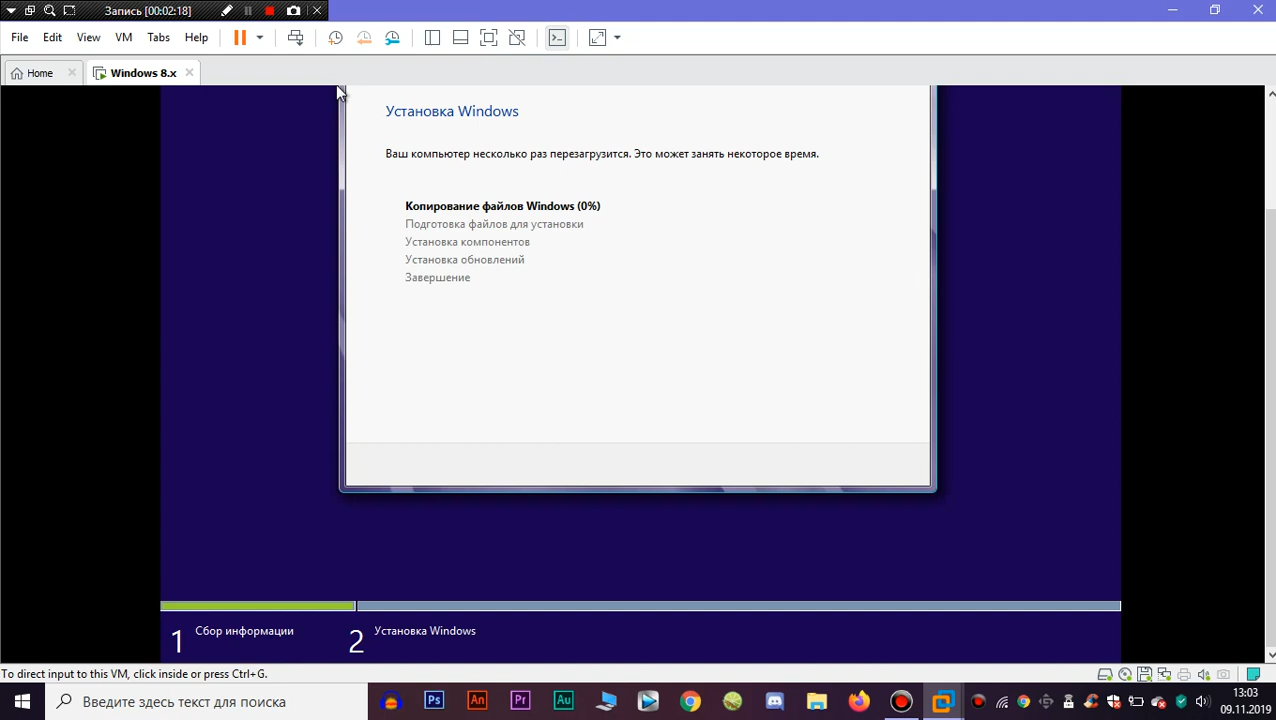 Запись [00:02:18]
File Edit View VM Tabs Help
Home Windows 8.x
Установка Windows
Ваш компьютер несколько раз перезагрузится. Это может занять некоторое время.
Копирование файлов Windows (0%)
Подготовка файлов для установки
Установка компонентов
Установка обновлений
Завершение
1 Сбор информации 2 Установка Windows
To direct input to this VM, click inside or press Ctrl+G.
Введите здесь текст для поиска Ps An Pr Au 13:03
09.11.2019